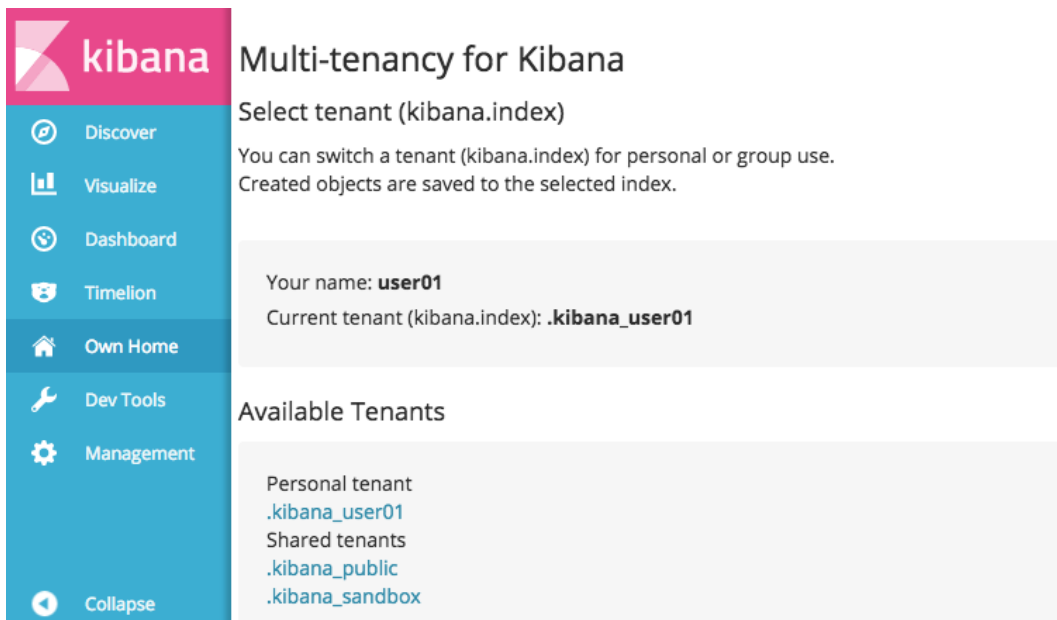 kibana
Discover
Visualize
Dashboard
Timelion
Own Home
Dev Tools
Management
Collapse
Multi-tenancy for Kibana
Select tenant (kibana.index)
You can switch a tenant (kibana.index) for personal or group use.
Created objects are saved to the selected index.
Your name: user01
Current tenant (kibana.index): .kibana_user01
Available Tenants
Personal tenant
.kibana_user01
Shared tenants
.kibana_public
.kibana_sandbox